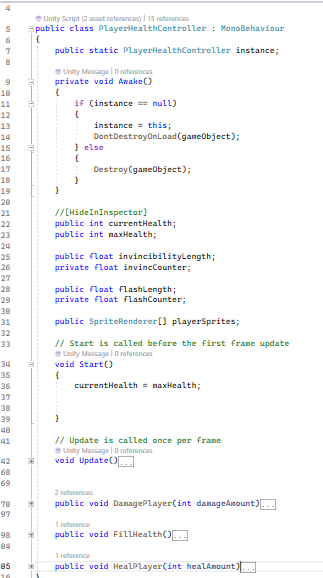 4
Unity Script (2 asset references) | 15 references
5 public class PlayerHealthController : MonoBehaviour
6 {
7 public static PlayerHealthController instance;
8
Unity Message | 0 references
9 private void Awake()
10 {
11 if (instance == null)
12 {
13 instance = this;
14 DontDestroyOnLoad(gameObject);
15 } else
16 {
17 Destroy(gameObject);
18 }
19 }
20
21 //[HideInInspector]
22 public int currentHealth;
23 public int maxHealth;
24
25 public float invincibilityLength;
26 private float invincCounter;
27
28 public float flashLength;
29 private float flashCounter;
30
31 public SpriteRenderer[] playerSprites;
32
33 // Start is called before the first frame update
Unity Message | 0 references
34 void Start()
35 {
36 currentHealth = maxHealth;
37
38
39 }
40
41 // Update is called once per frame
Unity Message | 0 references
42 void Update()...
68
69
2 references
70 public void DamagePlayer(int damageAmount)...
97
1 reference
98 public void FillHealth()...
04
1 reference
05 public void HealPlayer(int healAmount)...
16